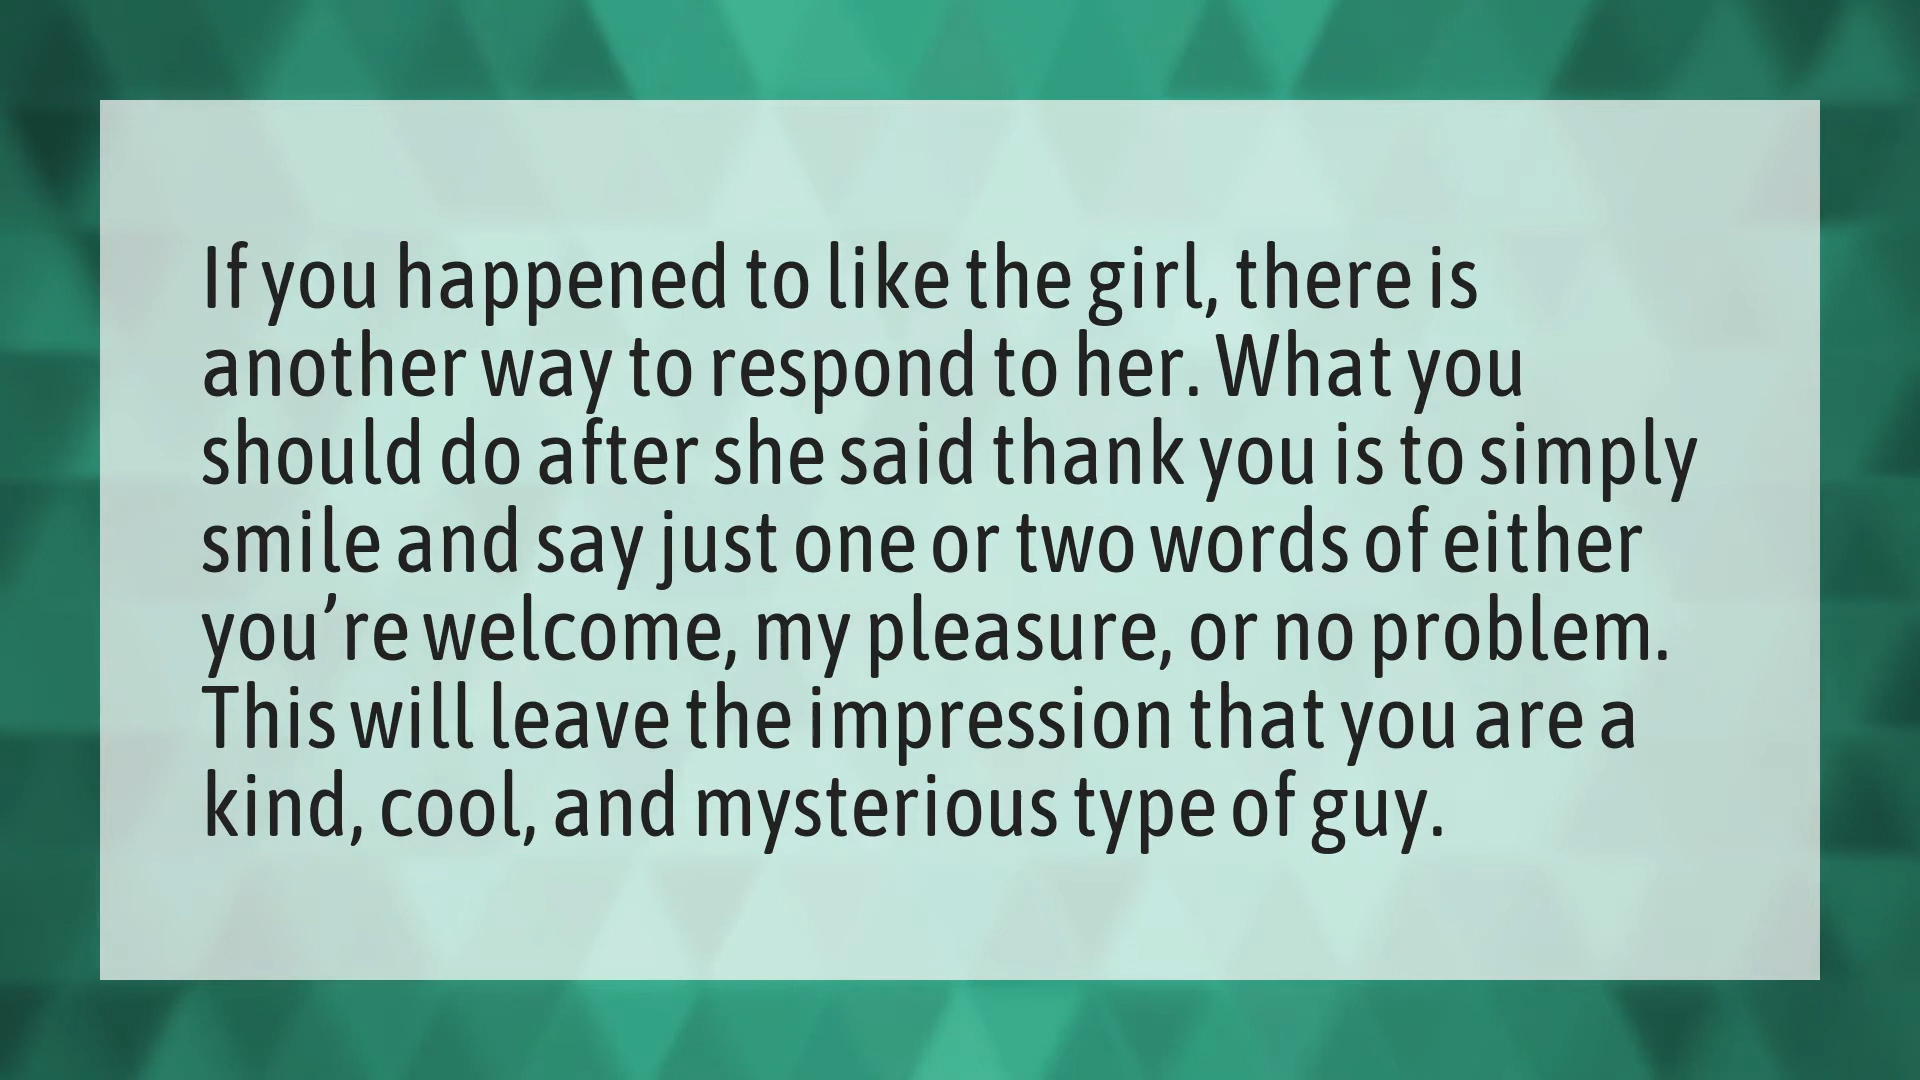 If you happened to like the girl, there is
another way to respond to her. What you
should do after she said thank you is to simply
smile and say just one or two words of either
you’re welcome, my pleasure, or no problem.
This will leave the impression that you are a
kind, cool, and mysterious type of guy.